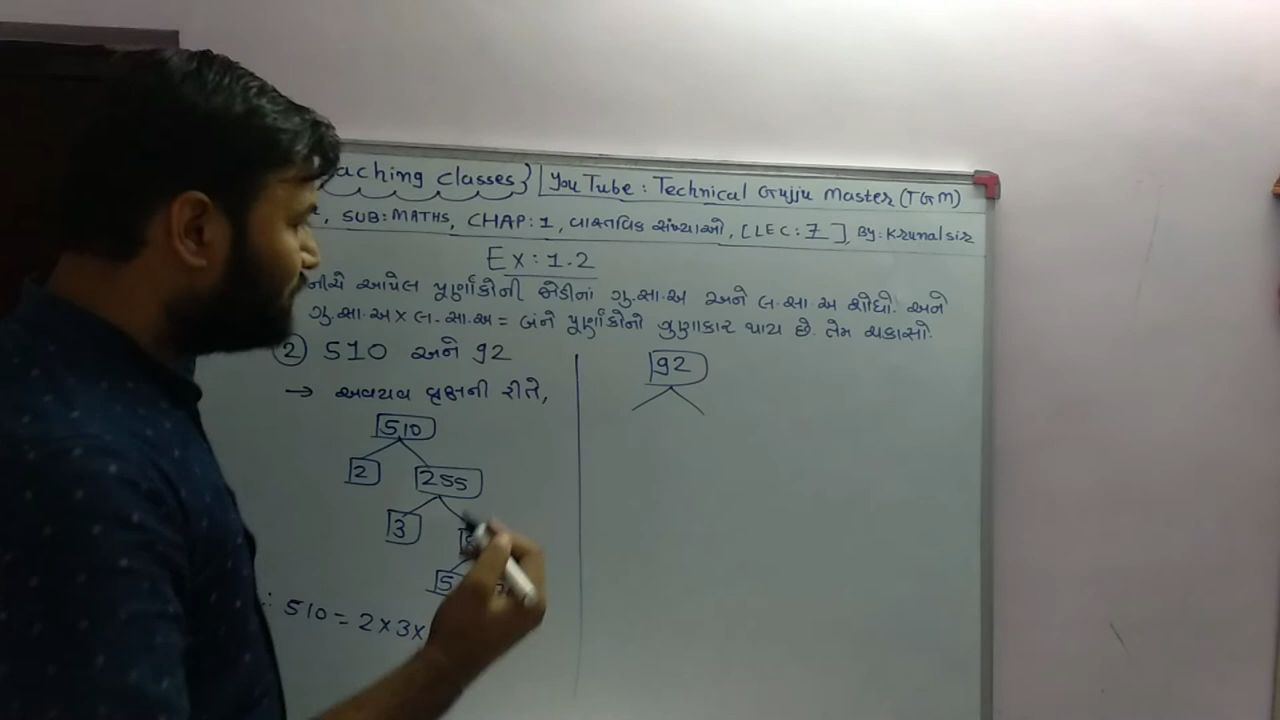 aching classes} | YouTube : Technical Gujju Master (TGM)
, SUB: MATHS, CHAP: 1, વાસ્તવિક સંખ્યાઓ, [LEC: 7], By: Krunal sir
Ex: 1.2
નીચે આપેલ પૂર્ણાંકોની જોડીનાં ગુ.સા.અ અને લ.સા.અ શોધો. અને
ગુ.સા.અ × લ.સા.અ = બંને પૂર્ણાંકોનો ગુણાકાર થાય છે. તેમ ચકાસો.
② 510 અને 92
→ અવયવ વૃક્ષની રીતે,
510
2 255
3
5
∴ 510 = 2×3×
92